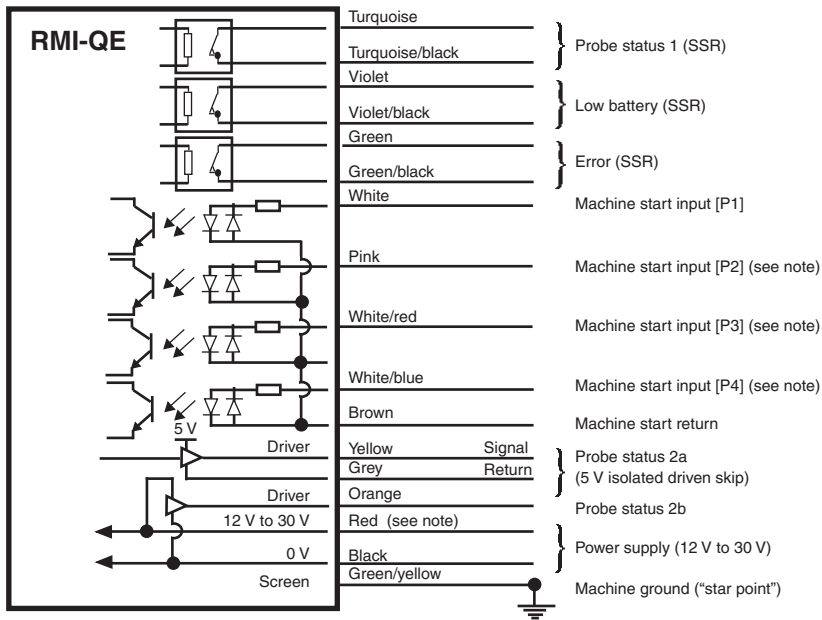 RMI-QE
Turquoise
Turquoise/black
Probe status 1 (SSR)
Violet
Violet/black
Low battery (SSR)
Green
Green/black
Error (SSR)
White
Machine start input [P1]
Pink
Machine start input [P2] (see note)
White/red
Machine start input [P3] (see note)
White/blue
Machine start input [P4] (see note)
Brown
Machine start return
5 V
Driver
Yellow
Signal
Grey
Return
Probe status 2a
(5 V isolated driven skip)
Driver
Orange
Probe status 2b
12 V to 30 V
Red (see note)
0 V
Black
Power supply (12 V to 30 V)
Screen
Green/yellow
Machine ground (“star point”)